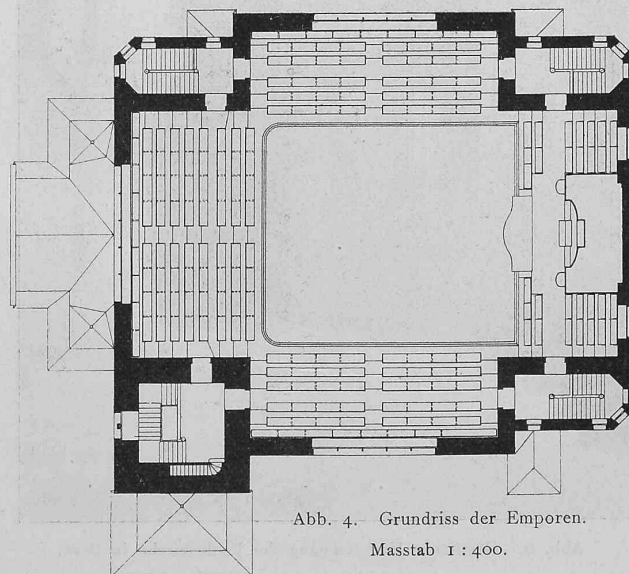 Abb. 4. Grundriss der Emporen.
Masstab 1 : 400.